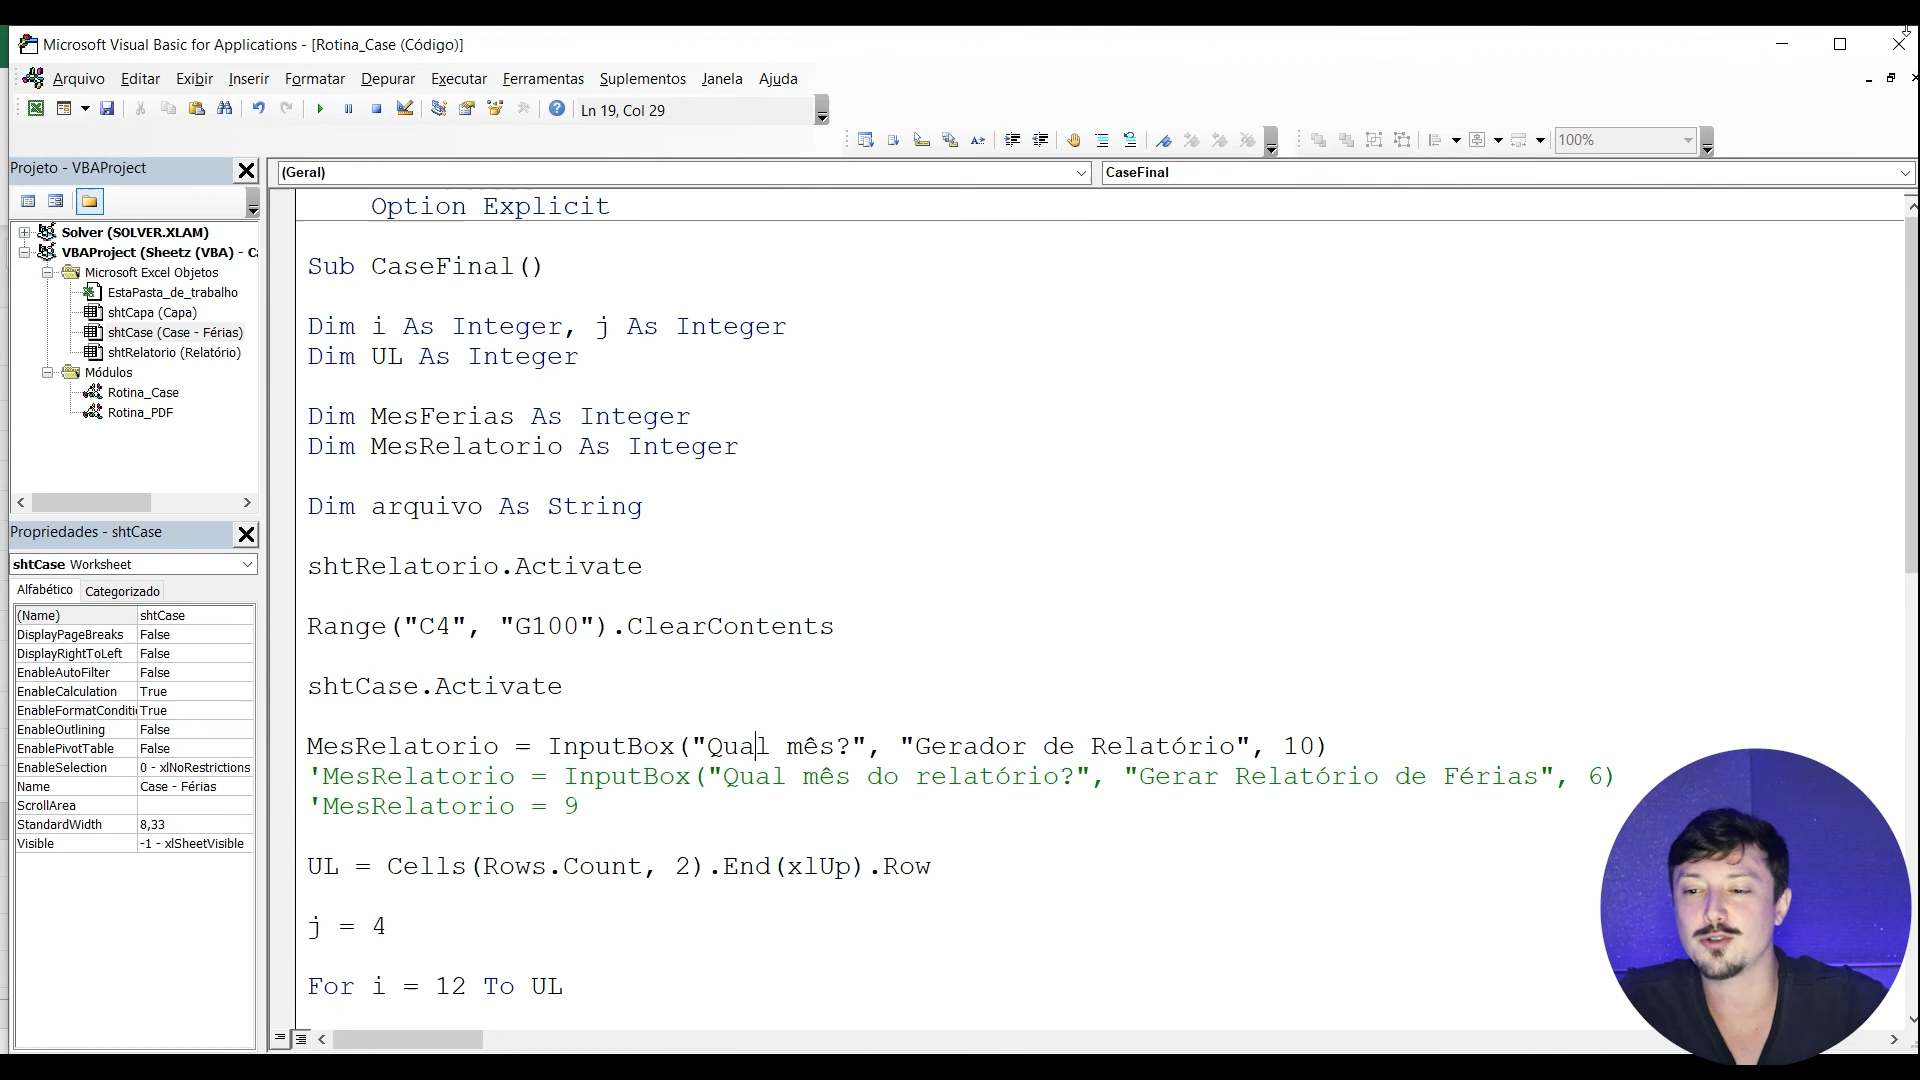 Microsoft Visual Basic for Applications - [Rotina_Case (Código)]
Arquivo Editar Exibir Inserir Formatar Depurar Executar Ferramentas Suplementos Janela Ajuda
Ln 19, Col 29
100%
Projeto - VBAProject
Solver (SOLVER.XLAM)
VBAProject (Sheetz (VBA) - C
Microsoft Excel Objetos
EstaPasta_de_trabalho
shtCapa (Capa)
shtCase (Case - Férias)
shtRelatorio (Relatório)
Módulos
Rotina_Case
Rotina_PDF
Propriedades - shtCase
shtCase Worksheet
Alfabético Categorizado
(Name) shtCase
DisplayPageBreaks False
DisplayRightToLeft False
EnableAutoFilter False
EnableCalculation True
EnableFormatConditi True
EnableOutlining False
EnablePivotTable False
EnableSelection 0 - xlNoRestrictions
Name Case - Férias
ScrollArea
StandardWidth 8,33
Visible -1 - xlSheetVisible
(Geral) CaseFinal
Option Explicit
Sub CaseFinal()
Dim i As Integer, j As Integer
Dim UL As Integer
Dim MesFerias As Integer
Dim MesRelatorio As Integer
Dim arquivo As String
shtRelatorio.Activate
Range("C4", "G100").ClearContents
shtCase.Activate
MesRelatorio = InputBox("Qual mês?", "Gerador de Relatório", 10)
'MesRelatorio = InputBox("Qual mês do relatório?", "Gerar Relatório de Férias", 6)
'MesRelatorio = 9
UL = Cells(Rows.Count, 2).End(xlUp).Row
j = 4
For i = 12 To UL